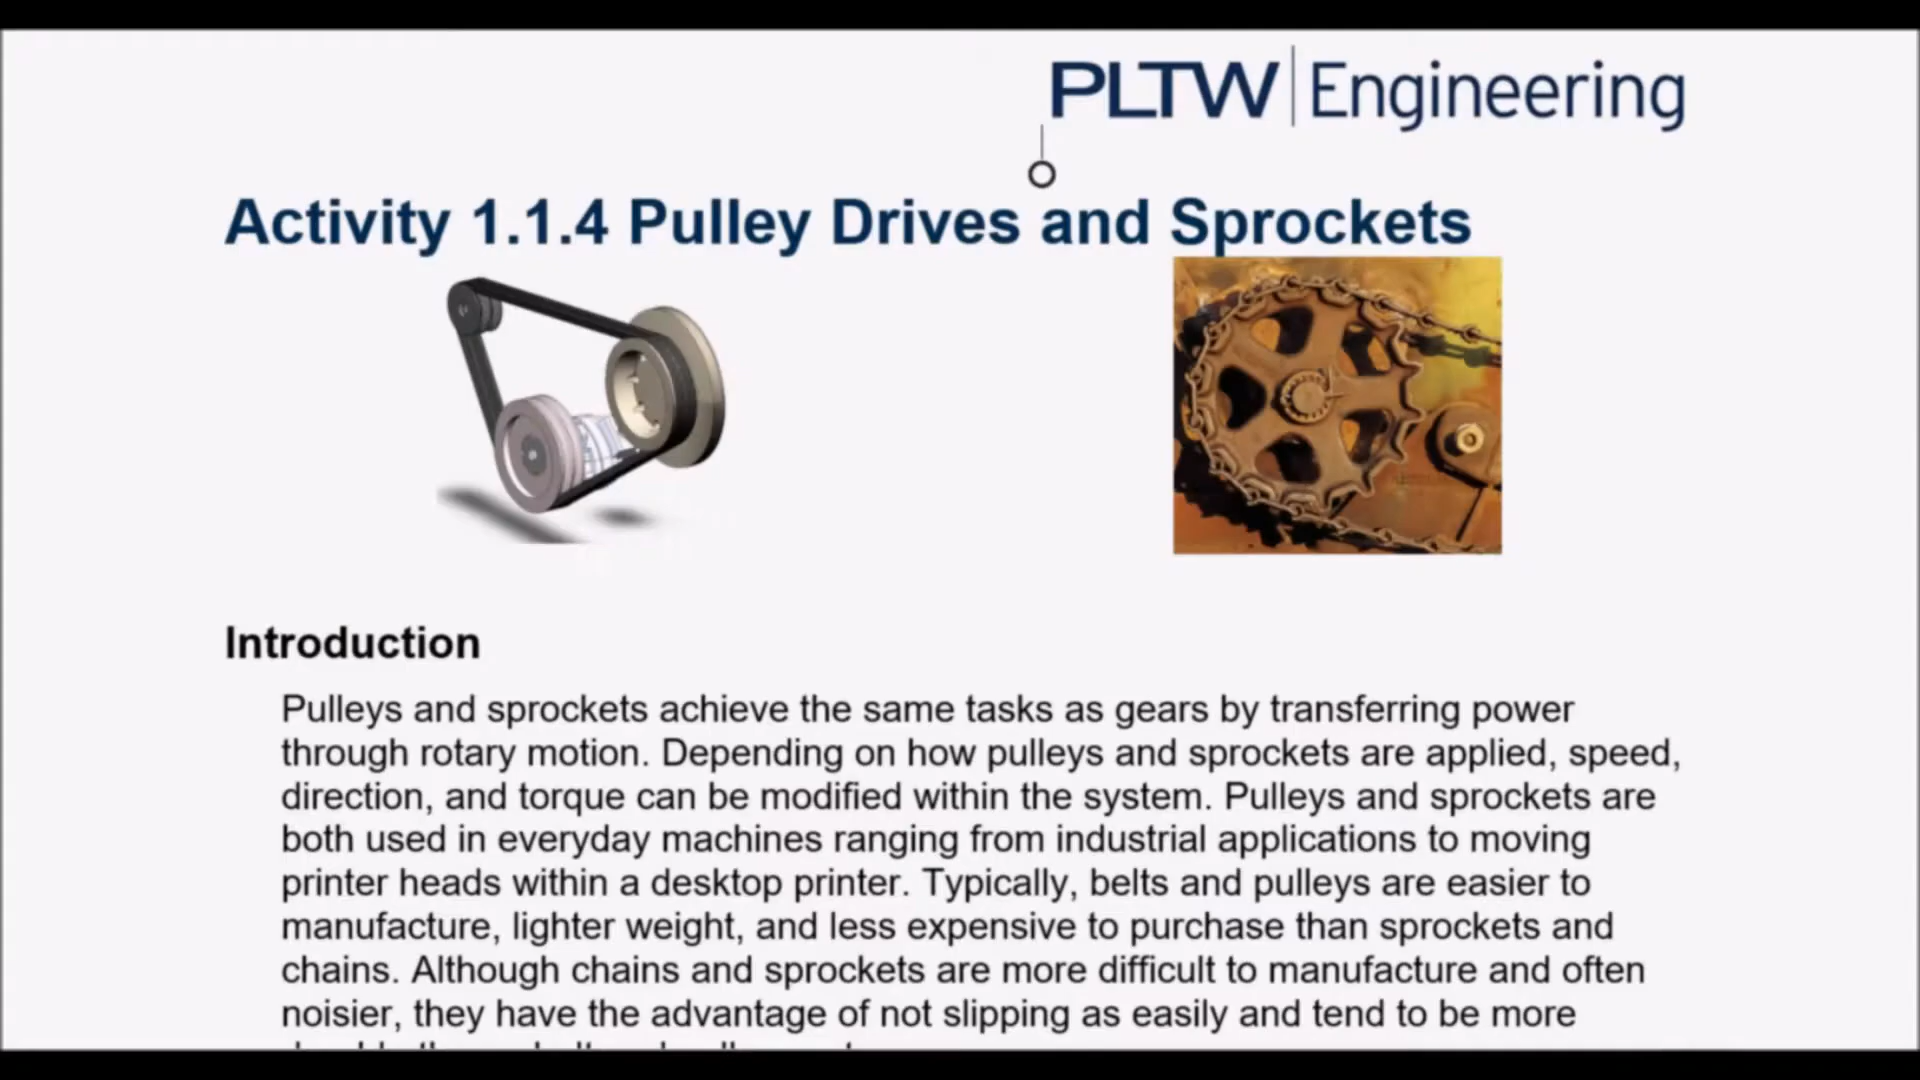 PLTW Engineering
Activity 1.1.4 Pulley Drives and Sprockets
Introduction
Pulleys and sprockets achieve the same tasks as gears by transferring power
through rotary motion. Depending on how pulleys and sprockets are applied, speed,
direction, and torque can be modified within the system. Pulleys and sprockets are
both used in everyday machines ranging from industrial applications to moving
printer heads within a desktop printer. Typically, belts and pulleys are easier to
manufacture, lighter weight, and less expensive to purchase than sprockets and
chains. Although chains and sprockets are more difficult to manufacture and often
noisier, they have the advantage of not slipping as easily and tend to be more